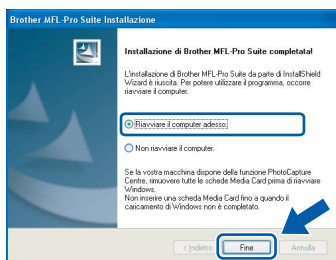 Brother MFL-Pro Suite Installazione
Installazione di Brother MFL-Pro Suite completata!
L'installazione di Brother MFL-Pro Suite da parte di InstallShield
Wizard è riuscita. Per potere utilizzare il programma, occorre
riavviare il computer.
Riavviare il computer adesso.
Non riavviare il computer.
Se la vostra macchina dispone della funzione PhotoCapture
Centre, rimuovere tutte le schede Media Card prima di riavviare
Windows.
Non inserire una scheda Media Card fino a quando il
caricamento di Windows non è completato.
< Indietro
Fine
Annulla